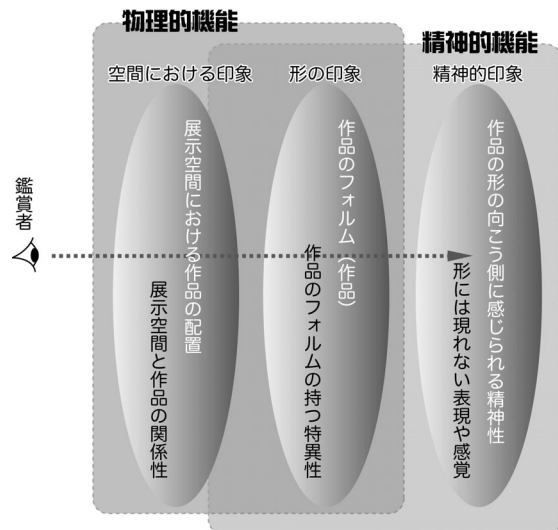 物理的機能
精神的機能
空間における印象
形の印象
精神的印象
鑑賞者
展示空間における作品の配置
展示空間と作品の関係性
作品のフォルム（作品）
作品のフォルムの持つ特異性
作品の形の向こう側に感じられる精神性
形には現れない表現や感覚